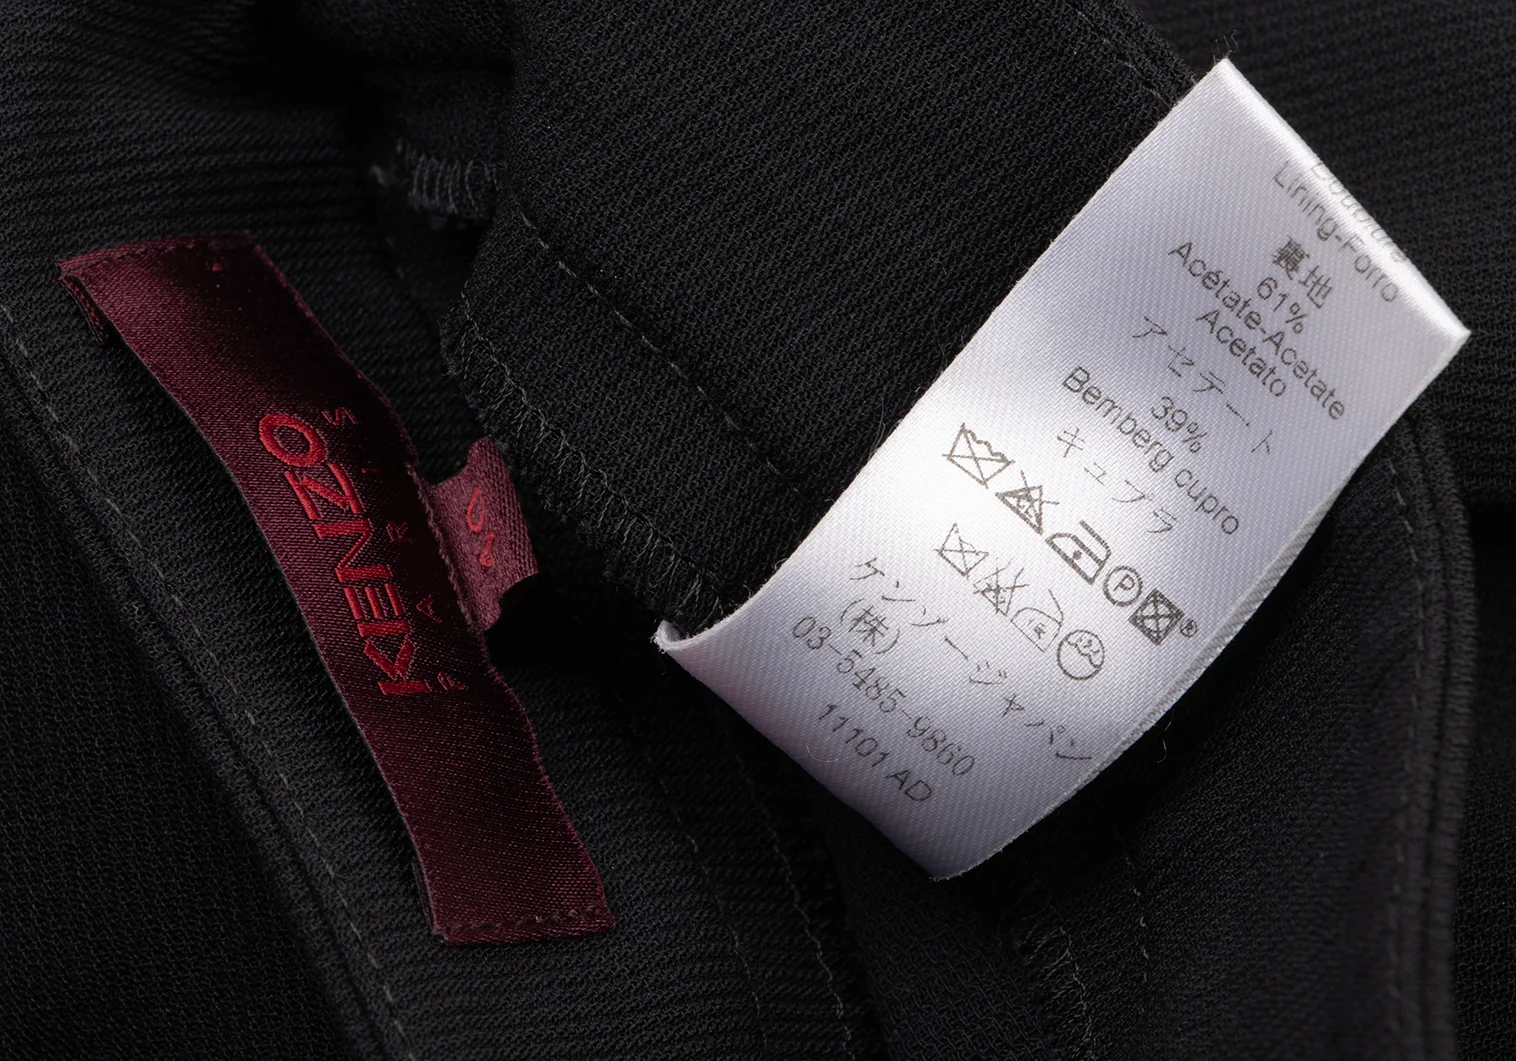 KENZO
PARIS
Doublure
Lining-Forro
裏地
61%
Acétate-Acetate
Acetato
アセテート
39%
Bemberg cupro
キュプラ
P
®
ケンゾージャパン
(株)
03-5485-9860
11101 AD